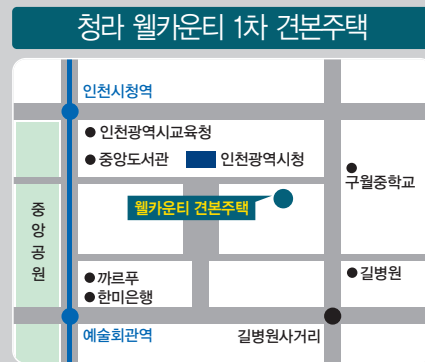 청라 웰카운티 1차 견본주택
인천시청역
인천광역시교육청
중앙도서관
인천광역시청
구월중학교
중앙공원
웰카운티 견본주택
까르푸
한미은행
길병원
예술회관역
길병원사거리